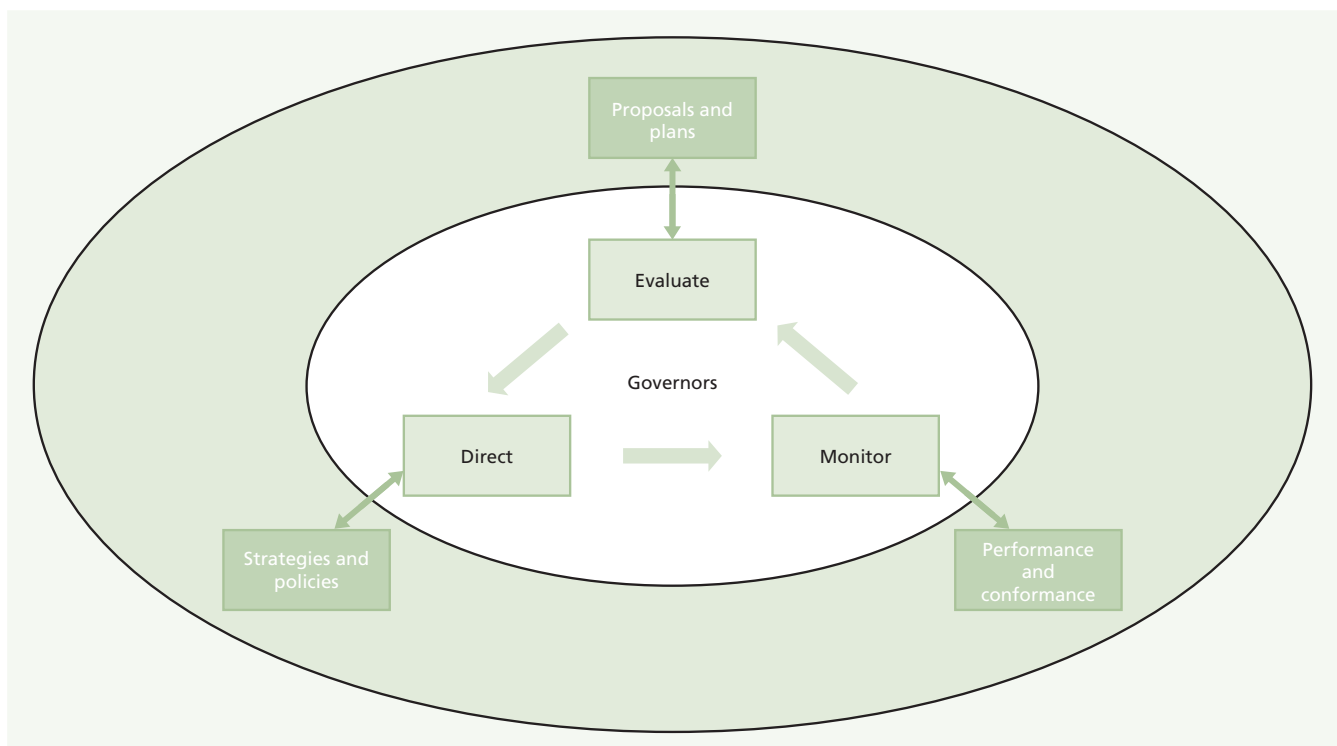 Proposals and
plans
Evaluate
Governors
Direct
Monitor
Strategies and
policies
Performance
and
conformance